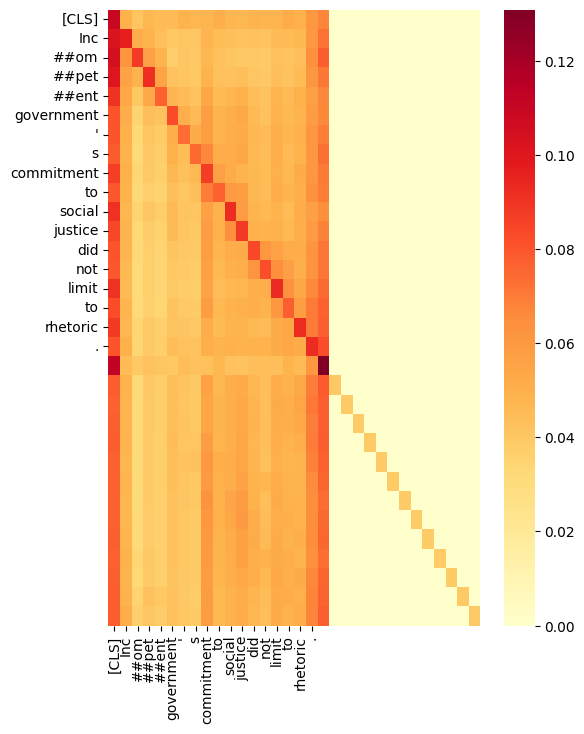 [CLS]
Inc
##om
##pet
##ent
government
'
s
commitment
to
social
justice
did
not
limit
to
rhetoric
.
0.12
0.10
0.08
0.06
0.04
0.02
0.00
[CLS]
Inc
##om
##pet
##ent
government
'
s
commitment
to
social
justice
did
not
limit
to
rhetoric
.